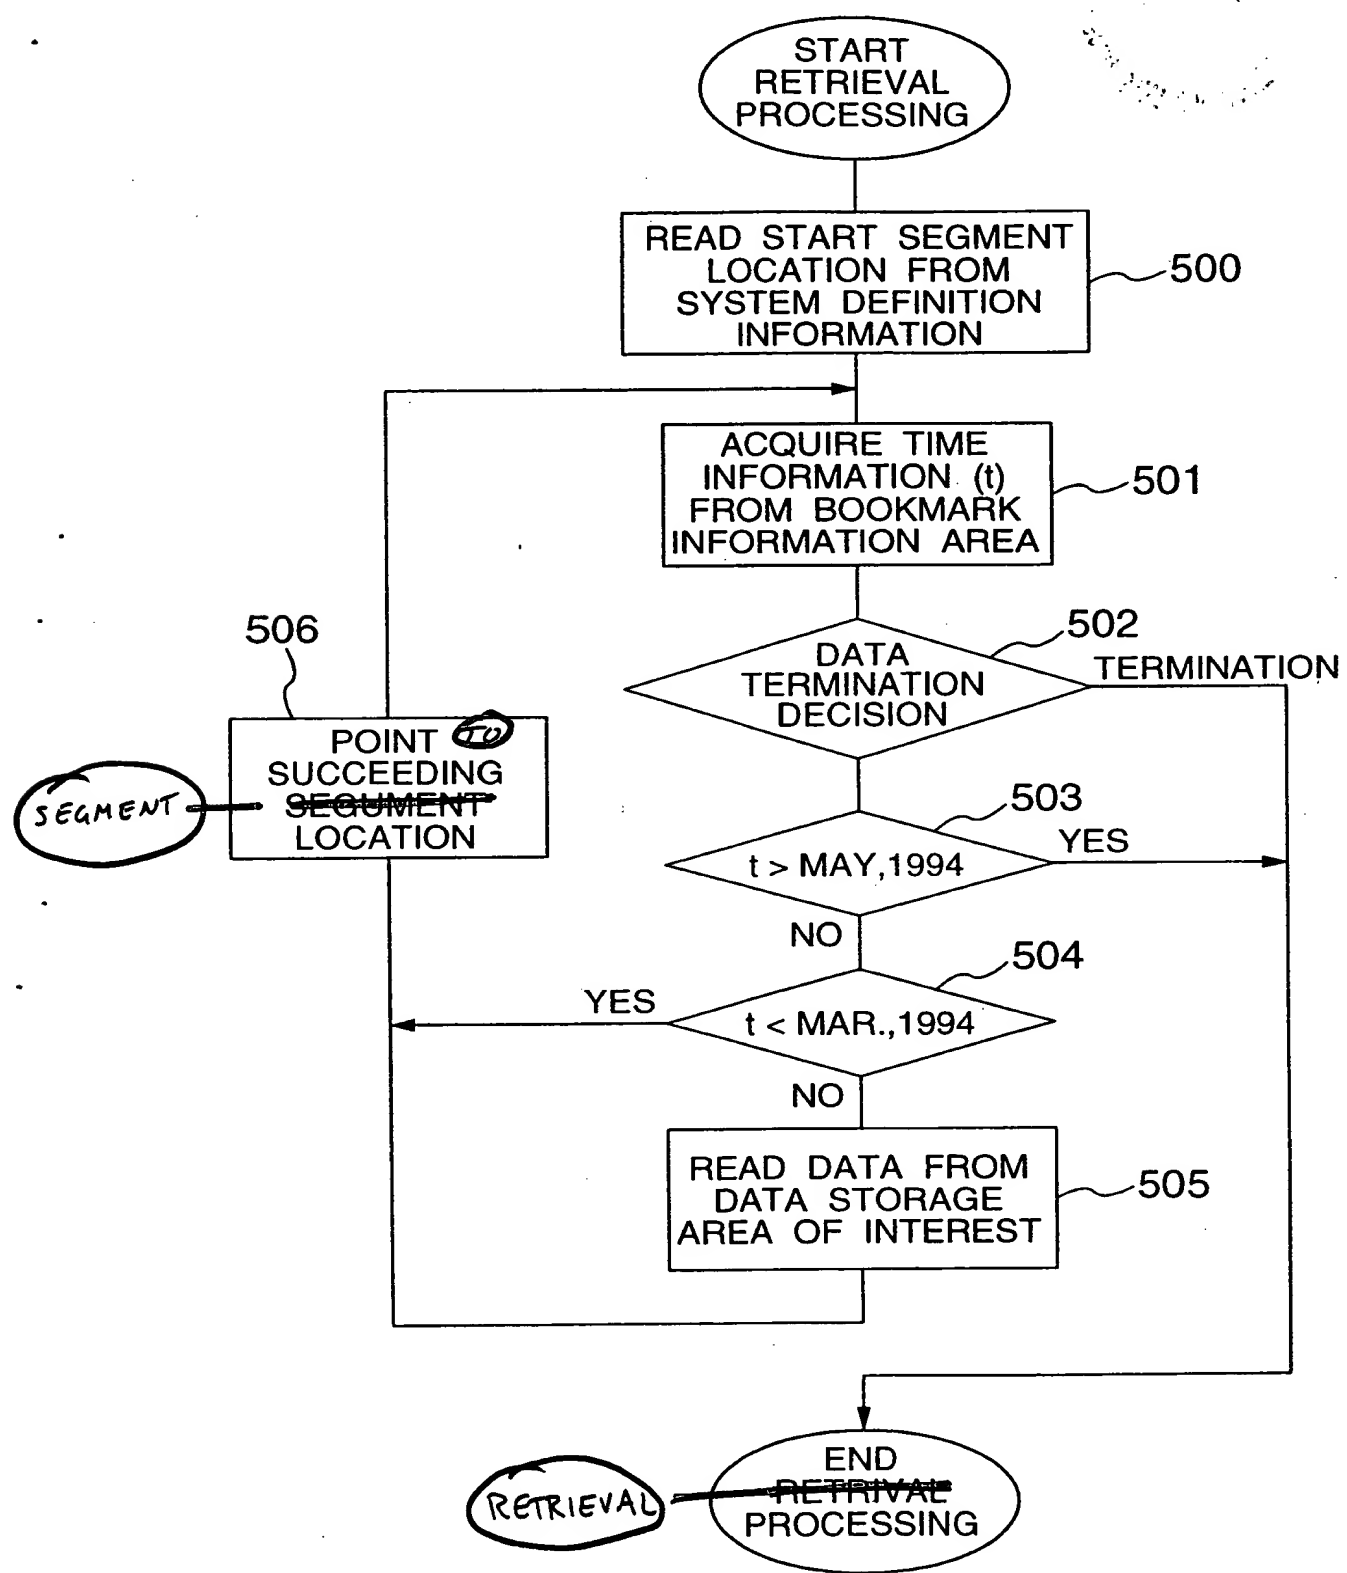 START
RETRIEVAL
PROCESSING
READ START SEGMENT
LOCATION FROM
SYSTEM DEFINITION
INFORMATION
500
ACQUIRE TIME
INFORMATION (t)
FROM BOOKMARK
INFORMATION AREA
501
506
POINT TO
SUCCEEDING
SEGUMENT
LOCATION
SEGMENT
502
DATA
TERMINATION
DECISION
TERMINATION
503
t > MAY,1994
YES
NO
504
t < MAR.,1994
YES
NO
READ DATA FROM
DATA STORAGE
AREA OF INTEREST
505
END
RETRIVAL
PROCESSING
RETRIEVAL